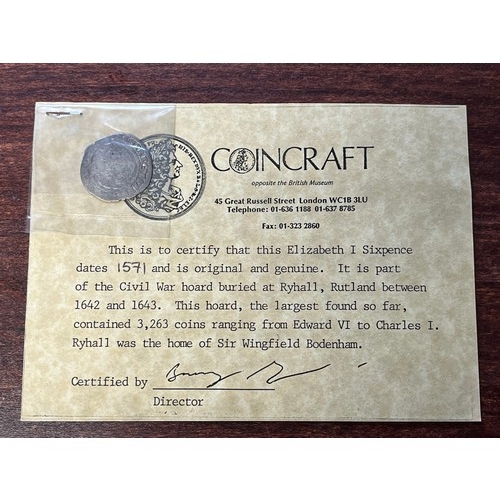 COINCRAFT
opposite the British Museum
45 Great Russell Street London WC1B 3LU
Telephone: 01-636 1188 01-637 8785
Fax: 01-323 2860
This is to certify that this Elizabeth I Sixpence
dates 1571 and is original and genuine. It is part
of the Civil War hoard buried at Ryhall, Rutland between
1642 and 1643. This hoard, the largest found so far,
contained 3,263 coins ranging from Edward VI to Charles I.
Ryhall was the home of Sir Wingfield Bodenham.
Certified by
Director